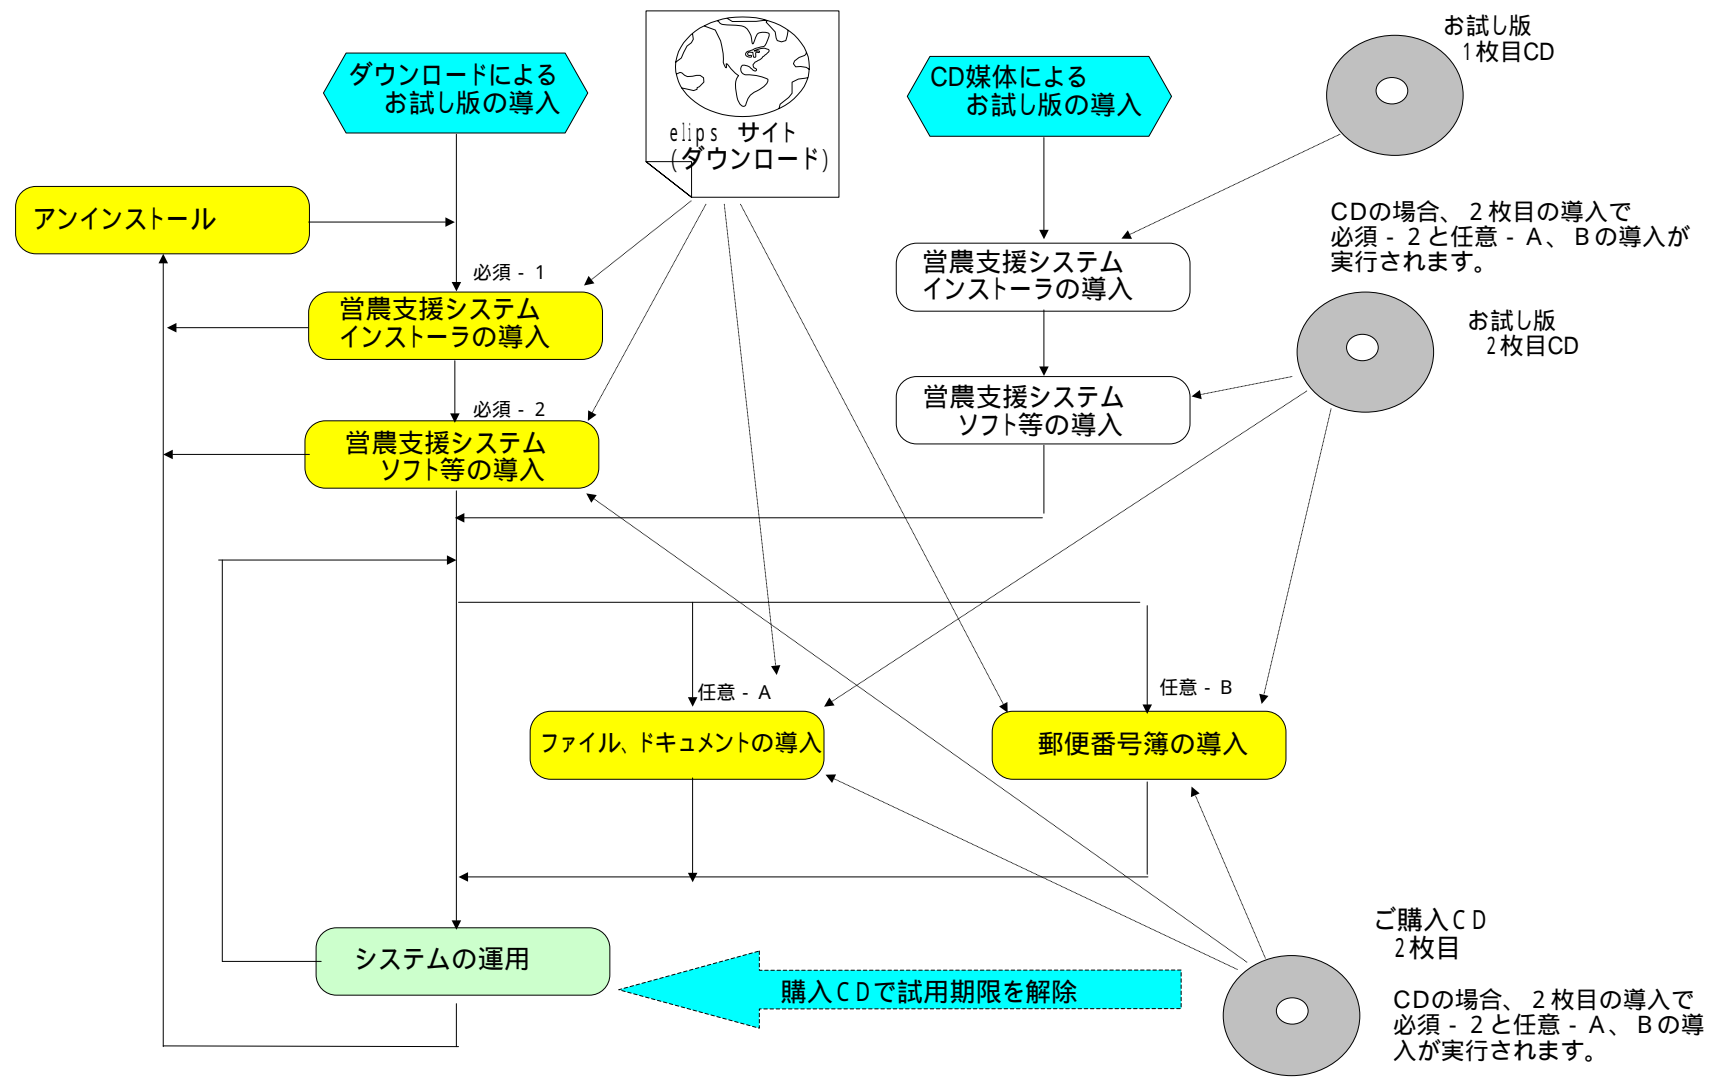 ダウンロードによる
お試し版の導入
elips サイト
(ダウンロード)
CD媒体による
お試し版の導入
お試し版
1枚目CD
アンインストール
CDの場合、２枚目の導入で
必須－２と任意－Ａ、Ｂの導入が
実行されます。
必須－1
営農支援システム
インストーラの導入
営農支援システム
インストーラの導入
お試し版
2枚目CD
必須－2
営農支援システム
ソフト等の導入
営農支援システム
ソフト等の導入
任意－A
ファイル、ドキュメントの導入
任意－B
郵便番号簿の導入
システムの運用
購入CDで試用期限を解除
ご購入CD
2枚目
CDの場合、２枚目の導入で
必須－２と任意－Ａ、Ｂの導
入が実行されます。